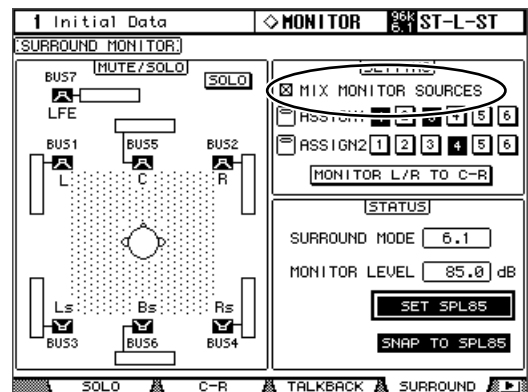 1 Initial Data ◇MONITOR 96k 6.1 ST-L-ST
SURROUND MONITOR
MUTE/SOLO
SOLO
BUS7
LFE
BUS1 BUS5 BUS2
L C R
Ls Bs Rs
BUS3 BUS6 BUS4
☒ MIX MONITOR SOURCES
ASSIGN1 1 2 3 4 5 6
ASSIGN2 1 2 3 4 5 6
MONITOR L/R TO C-R
STATUS
SURROUND MODE 6.1
MONITOR LEVEL 85.0 dB
SET SPL85
SNAP TO SPL85
SOLO C-R TALKBACK SURROUND